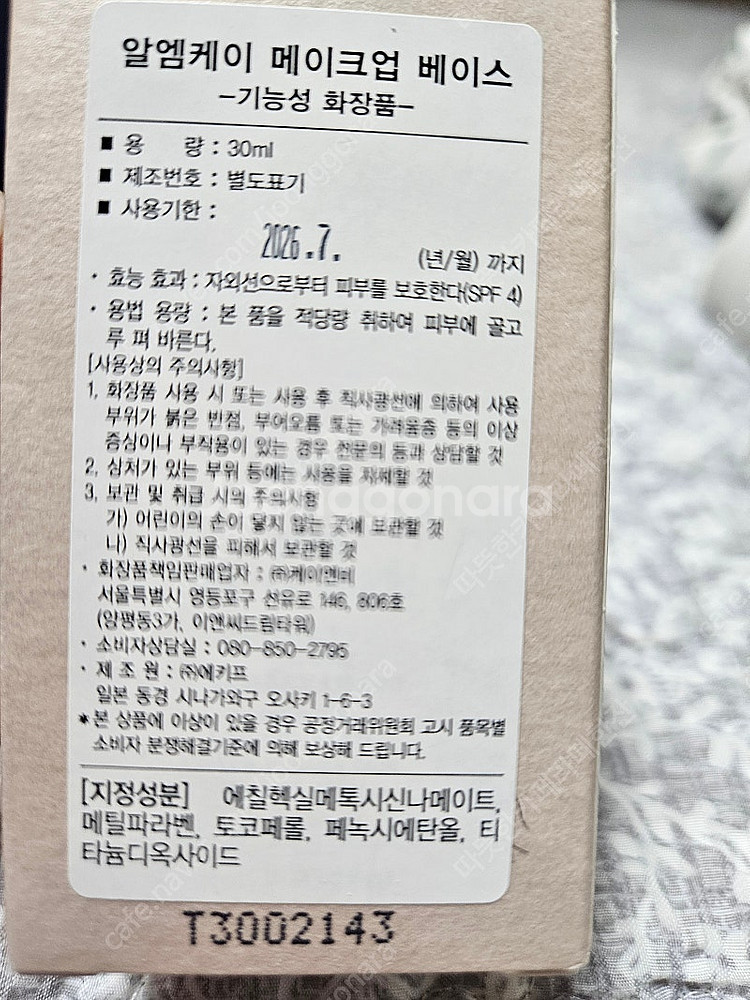 알엠케이 메이크업 베이스
-기능성 화장품-
■ 용 량 : 30ml
■ 제조번호 : 별도표기
■ 사용기한 :
2026.7. (년/월) 까지
· 효능 효과 : 자외선으로부터 피부를 보호한다(SPF 4)
· 용법 용량 : 본 품을 적당량 취하여 피부에 골고
루 펴 바른다.
[사용상의 주의사항]
1. 화장품 사용 시 또는 사용 후 직사광선에 의하여 사용
부위가 붉은 반점, 부어오름 또는 가려움증 등의 이상
증상이나 부작용이 있는 경우 전문의 등과 상담할 것
2. 상처가 있는 부위 등에는 사용을 자제할 것
3. 보관 및 취급 시의 주의사항
가) 어린이의 손이 닿지 않는 곳에 보관할 것
나) 직사광선을 피해서 보관할 것
· 화장품책임판매업자 : ㈜케이엔비
서울특별시 영등포구 선유로 146, 806호
(양평동3가, 이앤씨드림타워)
· 소비자상담실 : 080-850-2795
· 제 조 원 : ㈜에키프
일본 동경 시나가와구 오사키 1-6-3
*본 상품에 이상이 있을 경우 공정거래위원회 고시 품목별
소비자 분쟁해결기준에 의해 보상해 드립니다.
[지정성분] 에칠헥실메톡시신나메이트,
메틸파라벤, 토코페롤, 페녹시에탄올, 티
타늄디옥사이드
T3002143